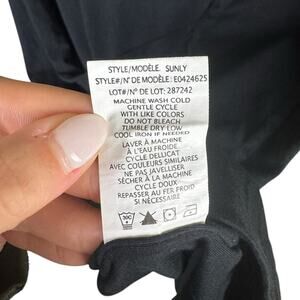 STYLE/MODÈLE: SUNLY
STYLE#/N° DE MODÈLE: E0424625
LOT#/N° DE LOT: 287242
MACHINE WASH COLD
GENTLE CYCLE
WITH LIKE COLORS
DO NOT BLEACH
TUMBLE DRY LOW
COOL IRON IF NEEDED
LAVER À MACHINE
À L'EAU FROIDE
CYCLE DELLICAT
AVEC COULEURS SIMILAIRES
NE PAS JAVELLISER
SÉCHER À LA MACHINE
CYCLE DOUX
REPASSER AU FER FROID
SI NÉCESSAIRE
30C